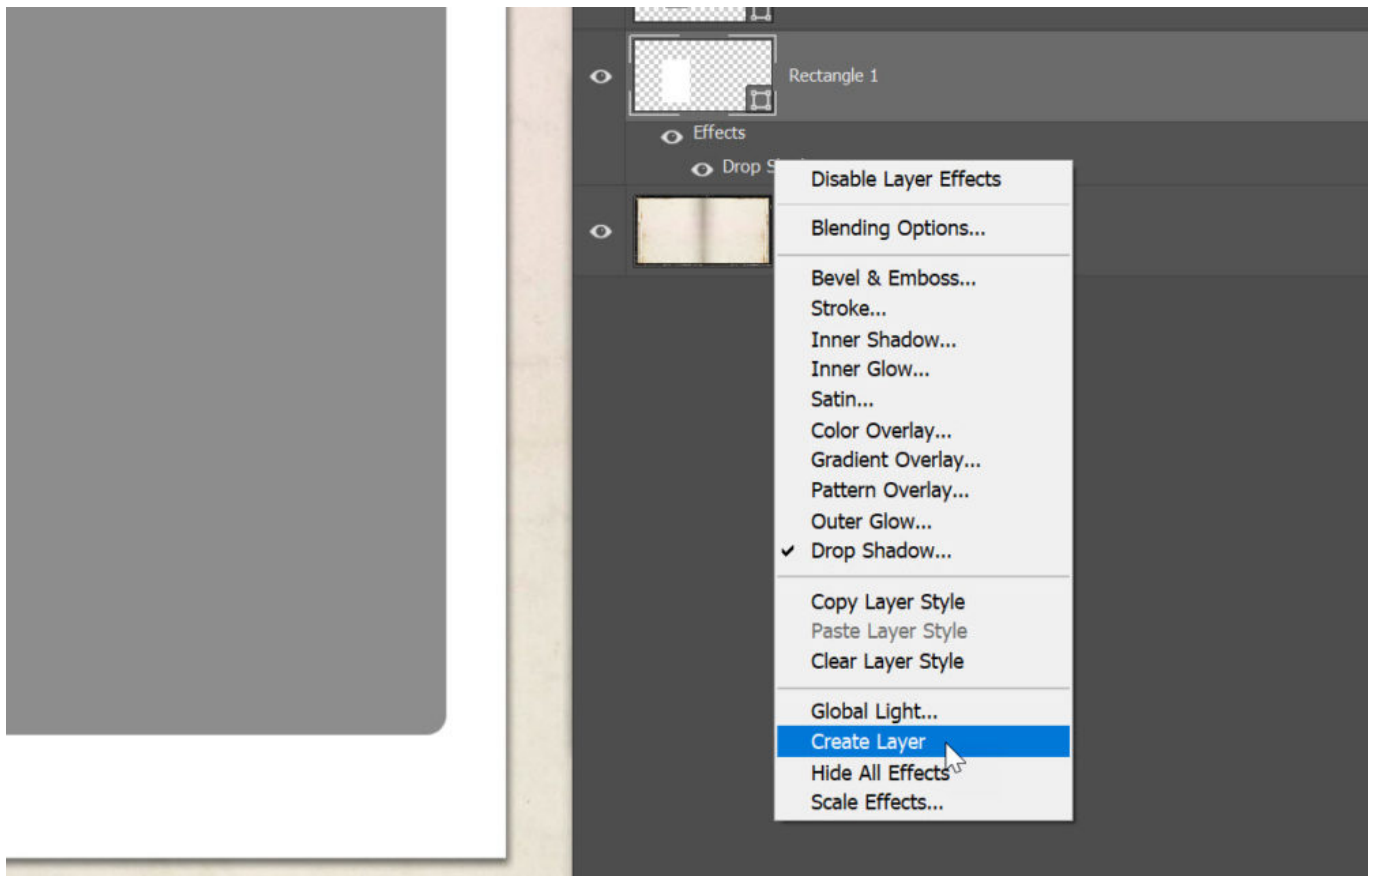 Rectangle 1
Effects
Drop
Disable Layer Effects
Blending Options...
Bevel & Emboss...
Stroke...
Inner Shadow...
Inner Glow...
Satin...
Color Overlay...
Gradient Overlay...
Pattern Overlay...
Outer Glow...
Drop Shadow...
Copy Layer Style
Paste Layer Style
Clear Layer Style
Global Light...
Create Layer
Hide All Effects
Scale Effects...